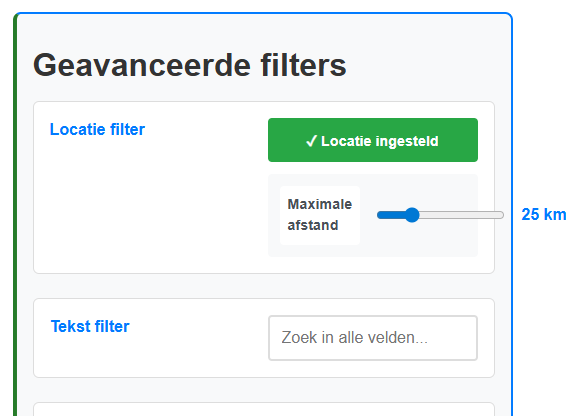 Geavanceerde filters
Locatie filter
✓ Locatie ingesteld
Maximale
afstand
25 km
Tekst filter
Zoek in alle velden...